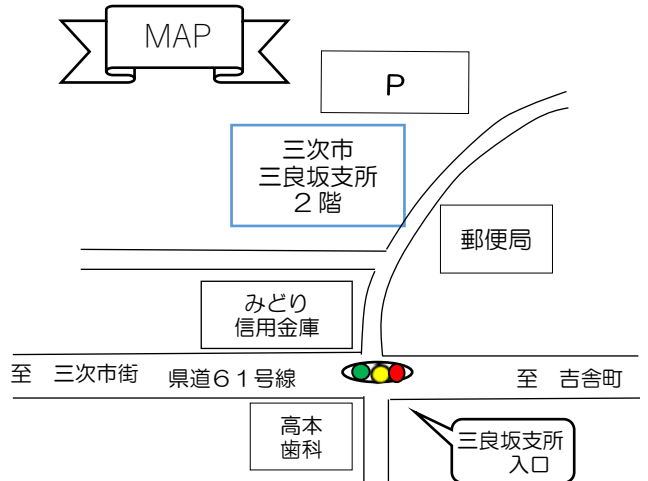 MAP
P
三次市
三良坂支所
２階
郵便局
みどり
信用金庫
至　三次市街　県道６１号線
至　吉舎町
高本
歯科
三良坂支所
入口